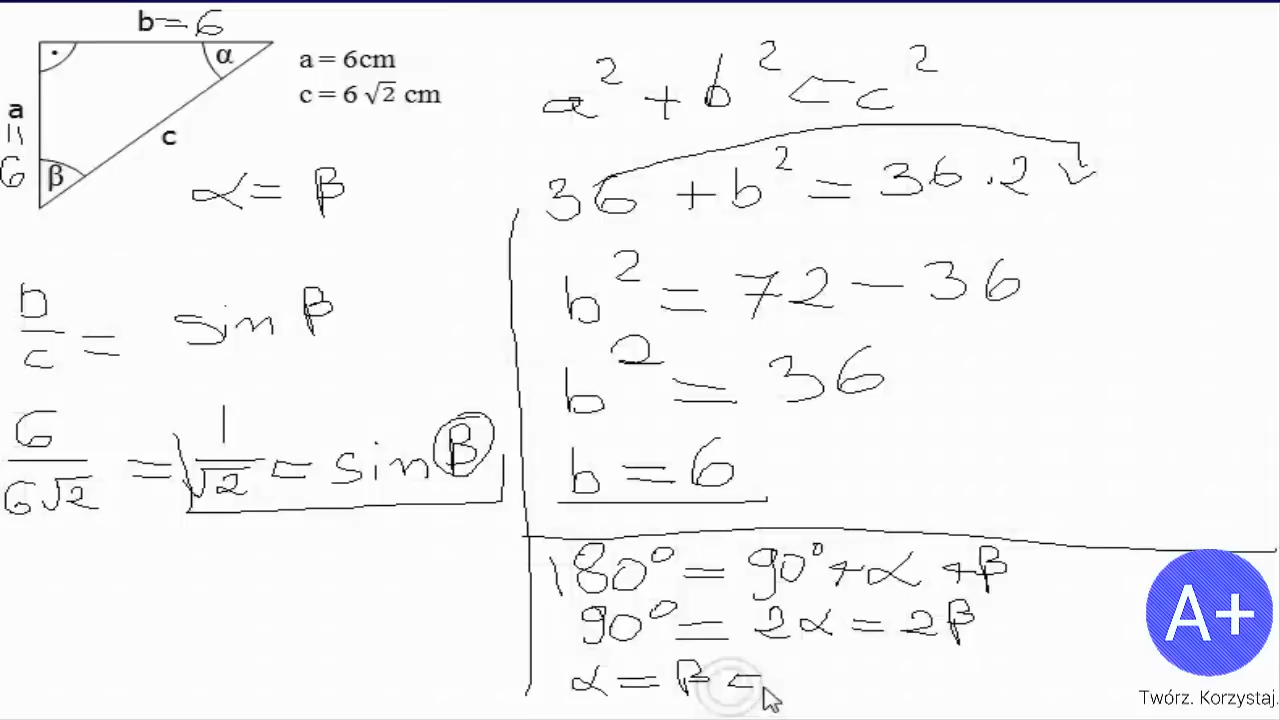 b = 6
α
a = 6cm
c = 6 √2 cm
a
=
6
c
β
α = β
a² + b² = c²
36 + b² = 36 · 2
b² = 72 − 36
b² = 36
b = 6
b/c = sin β
6/6√2 = 1/√2 = sin β
180° = 90° + α + β
90° = 2α = 2β
α = β =
A+
Twórz. Korzystaj.